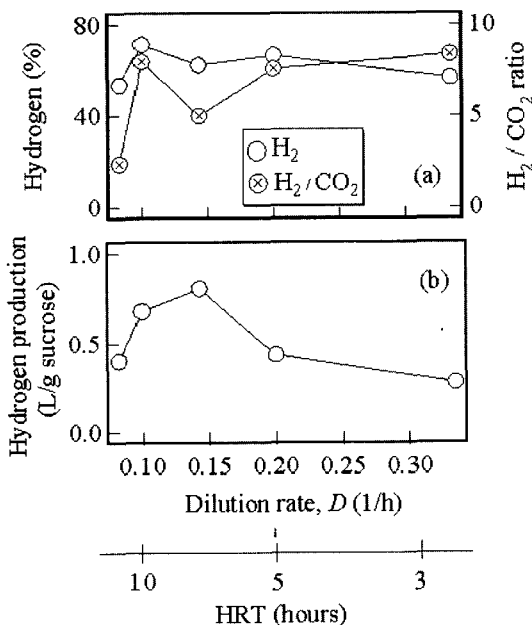 80
40
0
Hydrogen (%)
10
5
0
H₂ / CO₂ ratio
H₂
H₂ / CO₂
(a)
1.0
0.5
0.0
Hydrogen production
(L/g sucrose)
(b)
0.10 0.15 0.20 0.25 0.30
Dilution rate, D (1/h)
10 5 3
HRT (hours)